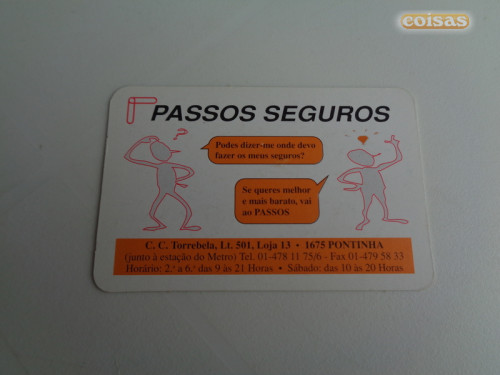 coisas
PASSOS SEGUROS
?
Podes dizer-me onde devo
fazer os meus seguros?
Se queres melhor
e mais barato, vai
ao PASSOS
C. C. Torrebela, Lt. 501, Loja 13 • 1675 PONTINHA
(junto à estação do Metro) Tel. 01-478 11 75/6 - Fax 01-479 58 33
Horário: 2.ª a 6.ª das 9 às 21 Horas • Sábado: das 10 às 20 Horas